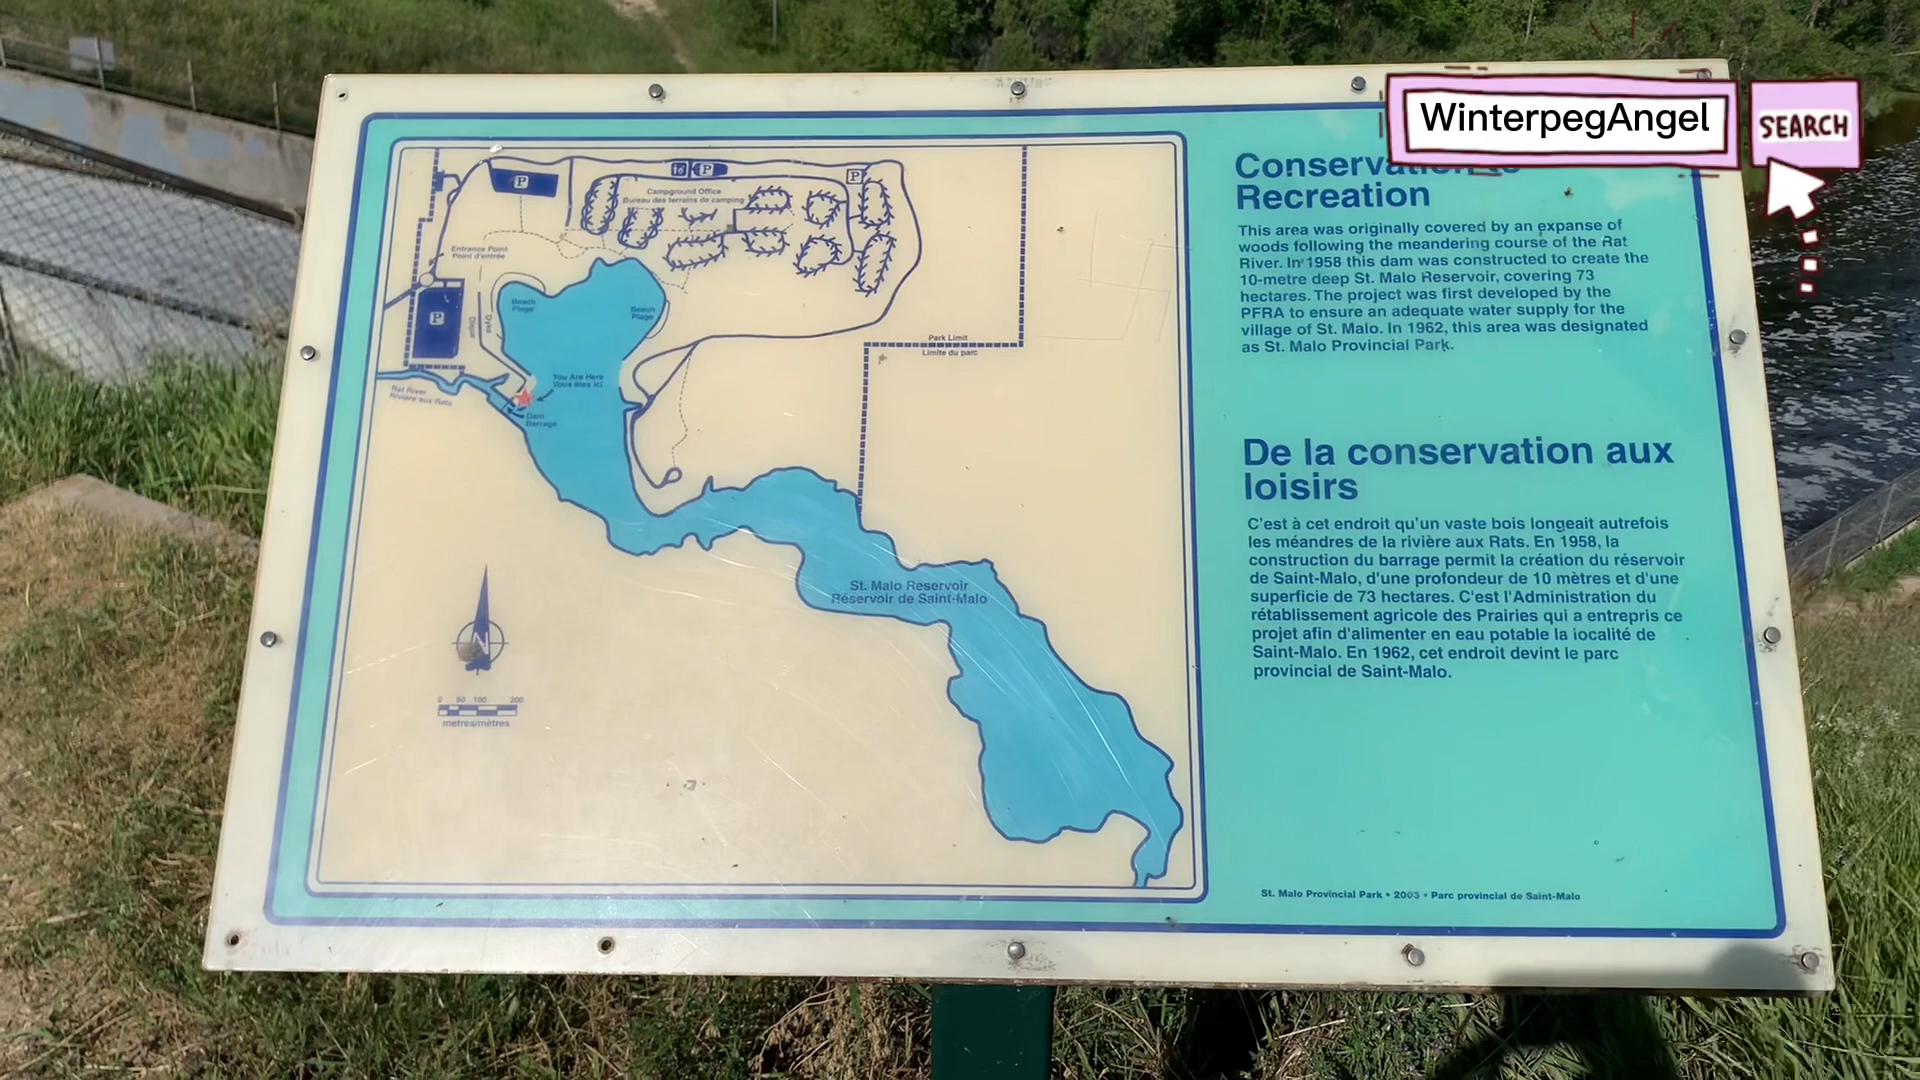 WinterpegAngel
SEARCH
Conservation to
Recreation
This area was originally covered by an expanse of
woods following the meandering course of the Rat
River. In 1958 this dam was constructed to create the
10-metre deep St. Malo Reservoir, covering 73
hectares. The project was first developed by the
PFRA to ensure an adequate water supply for the
village of St. Malo. In 1962, this area was designated
as St. Malo Provincial Park.
De la conservation aux
loisirs
C'est à cet endroit qu'un vaste bois longeait autrefois
les méandres de la rivière aux Rats. En 1958, la
construction du barrage permit la création du réservoir
de Saint-Malo, d'une profondeur de 10 mètres et d'une
superficie de 73 hectares. C'est l'Administration du
rétablissement agricole des Prairies qui a entrepris ce
projet afin d'alimenter en eau potable la localité de
Saint-Malo. En 1962, cet endroit devint le parc
provincial de Saint-Malo.
St. Malo Provincial Park • 2003 • Parc provincial de Saint-Malo
P
P
P
Campground Office
Bureau des terrains de camping
Entrance Point
Point d'entrée
P
Beach
Plage
Beach
Plage
Dyke
Digue
Park Limit
Limite du parc
You Are Here
Vous êtes ici
Rat River
Rivière aux Rats
Dam
Barrage
St. Malo Reservoir
Réservoir de Saint-Malo
N
0 50 100 200
metres/mètres